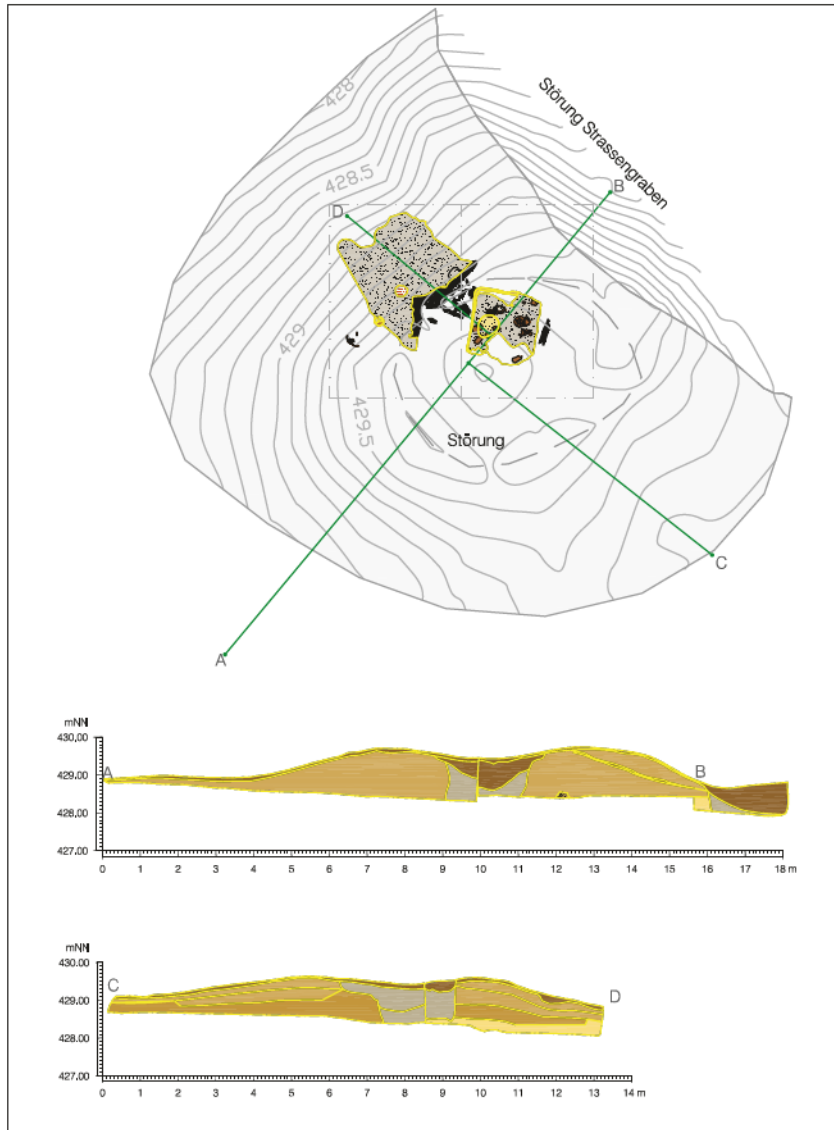 428
Störung Strassengraben
428.5
B
D
429
429.5
Störung
C
A
mNN
430.00
A
B
429.00
428.00
427.00
0 1 2 3 4 5 6 7 8 9 10 11 12 13 14 15 16 17 18 m
mNN
430.00
C
D
429.00
428.00
427.00
0 1 2 3 4 5 6 7 8 9 10 11 12 13 14 m